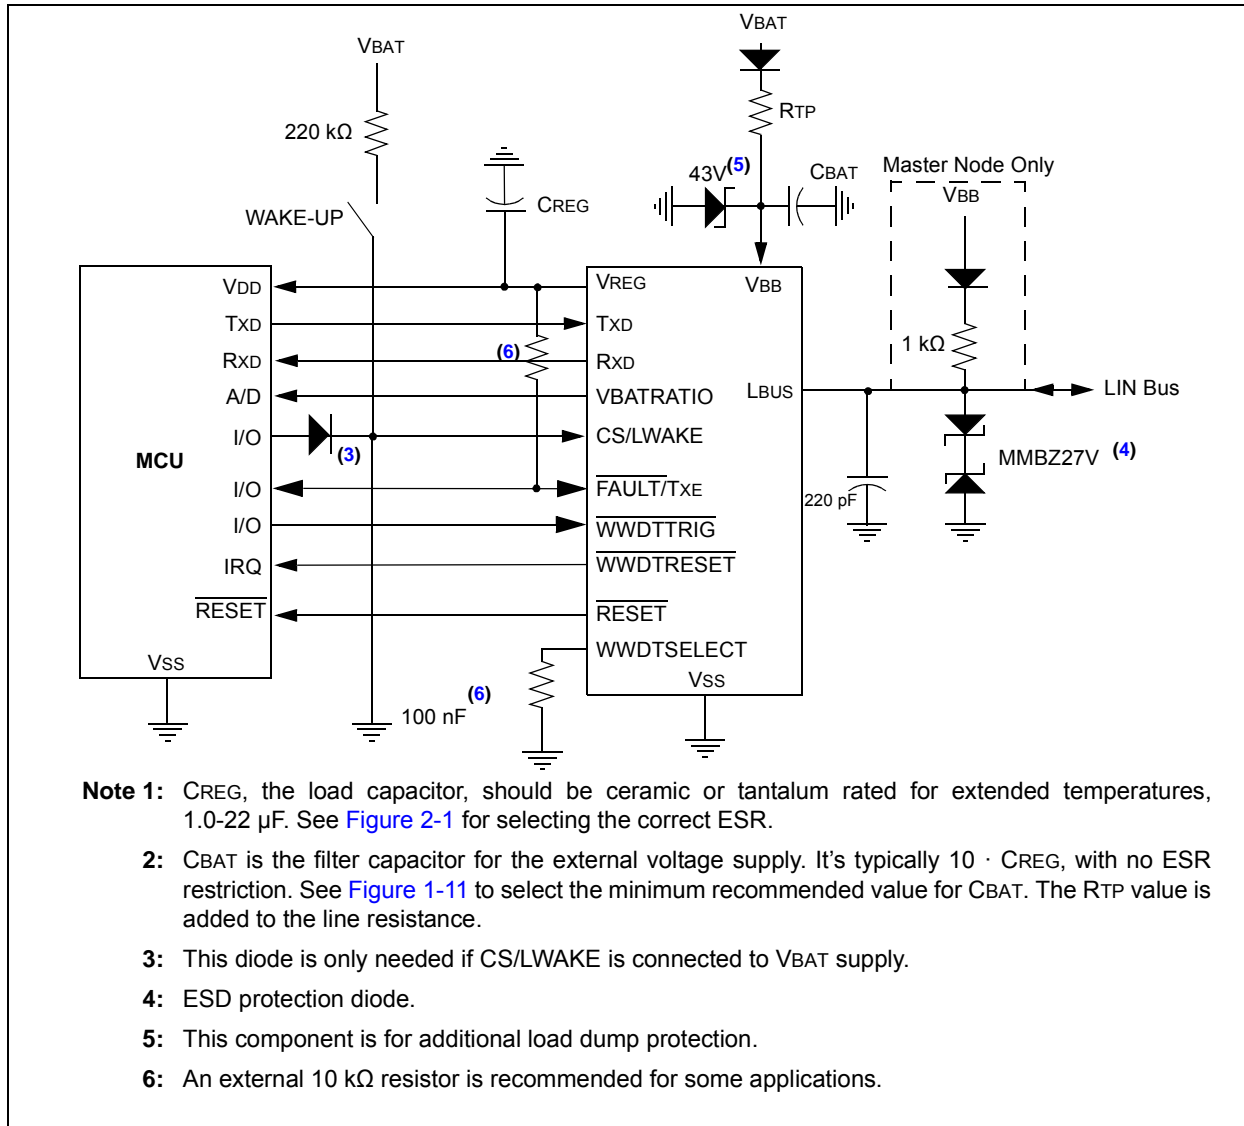 VBAT
VBAT
RTP
220 kΩ
43V(5)
CBAT
Master Node Only
VBB
CREG
WAKE-UP
VDD
VREG
VBB
TXD
TXD
(6)
RXD
RXD
1 kΩ
A/D
VBATRATIO
LBUS
LIN Bus
I/O
(3)
CS/LWAKE
MCU
MMBZ27V (4)
I/O
FAULT/TXE
220 pF
I/O
WWDTTRIG
IRQ
WWDTRESET
RESET
RESET
WWDTSELECT
VSS
VSS
100 nF(6)
Note 1: CREG, the load capacitor, should be ceramic or tantalum rated for extended temperatures,
1.0-22 µF. See Figure 2-1 for selecting the correct ESR.
2: CBAT is the filter capacitor for the external voltage supply. It's typically 10 · CREG, with no ESR
restriction. See Figure 1-11 to select the minimum recommended value for CBAT. The RTP value is
added to the line resistance.
3: This diode is only needed if CS/LWAKE is connected to VBAT supply.
4: ESD protection diode.
5: This component is for additional load dump protection.
6: An external 10 kΩ resistor is recommended for some applications.